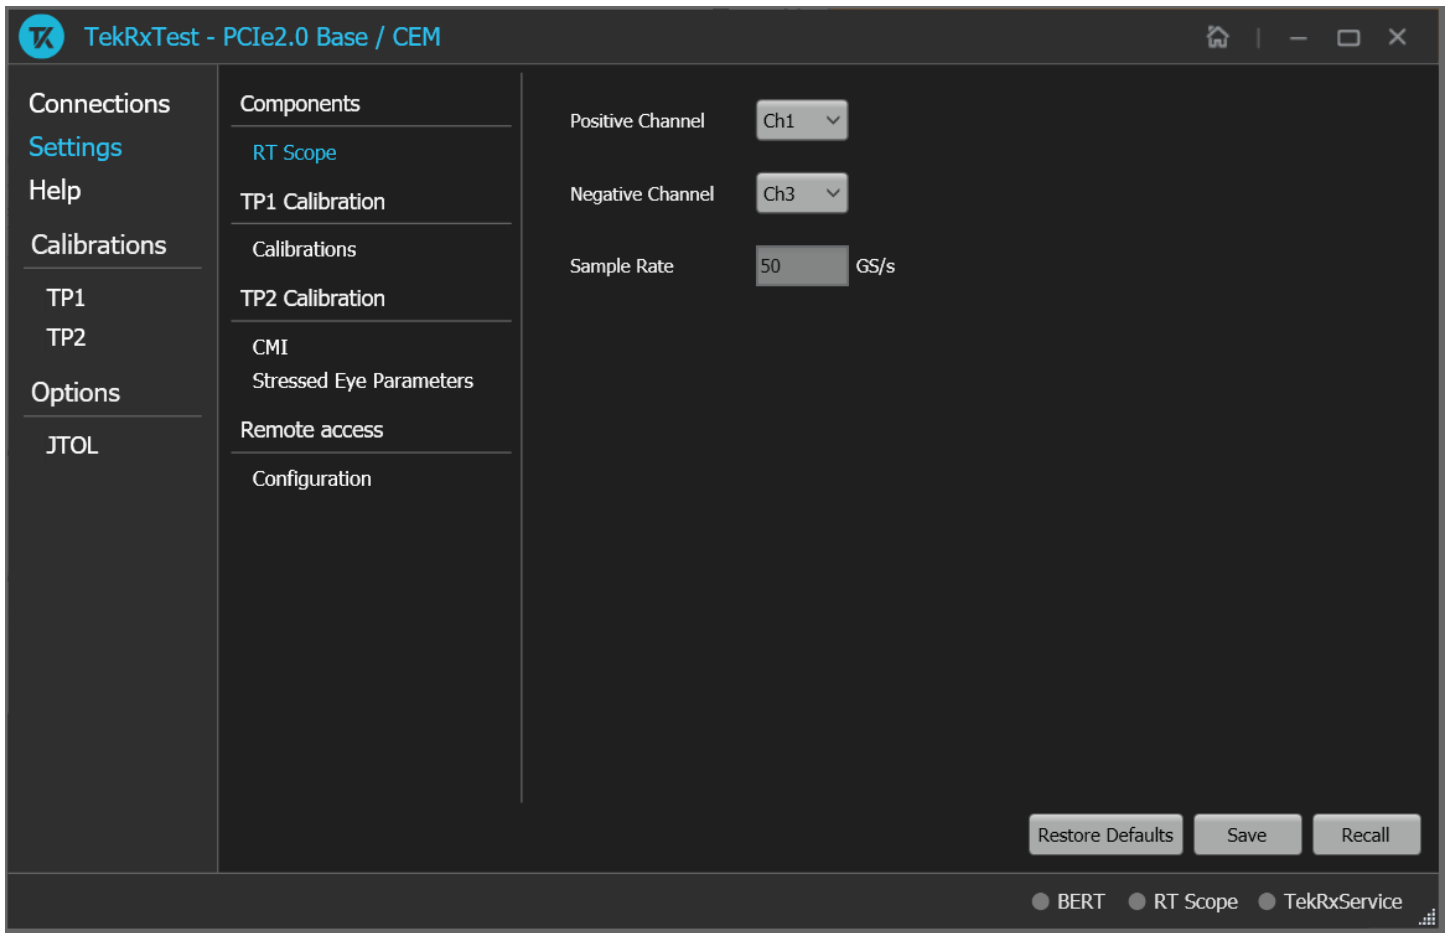 TekRxTest - PCIe2.0 Base / CEM
Connections
Settings
Help
Calibrations
TP1
TP2
Options
JTOL
Components
RT Scope
TP1 Calibration
Calibrations
TP2 Calibration
CMI
Stressed Eye Parameters
Remote access
Configuration
Positive Channel Ch1
Negative Channel Ch3
Sample Rate 50 GS/s
Restore Defaults Save Recall
BERT RT Scope TekRxService